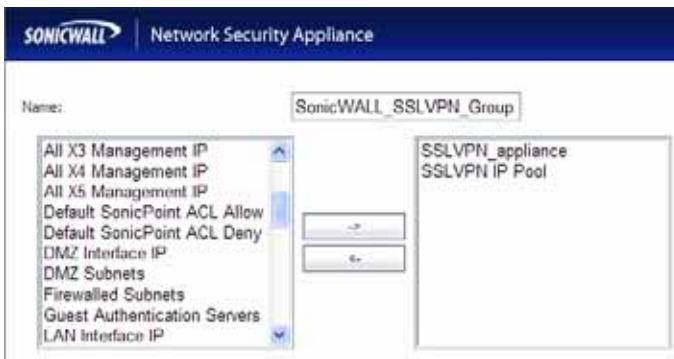 SONICWALL Network Security Appliance
Name: SonicWALL_SSLVPN_Group
All X3 Management IP
All X4 Management IP
All X5 Management IP
Default SonicPoint ACL Allow
Default SonicPoint ACL Deny
DMZ Interface IP
DMZ Subnets
Firewalled Subnets
Guest Authentication Servers
LAN Interface IP
->
<-
SSLVPN_appliance
SSLVPN IP Pool